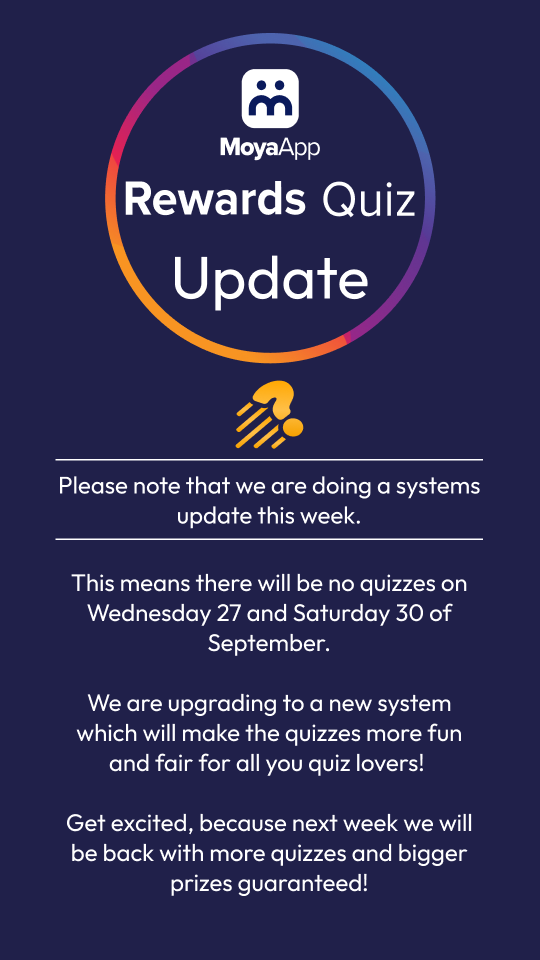 MoyaApp
Rewards Quiz
Update
Please note that we are doing a systems
update this week.
This means there will be no quizzes on
Wednesday 27 and Saturday 30 of
September.
We are upgrading to a new system
which will make the quizzes more fun
and fair for all you quiz lovers!
Get excited, because next week we will
be back with more quizzes and bigger
prizes guaranteed!